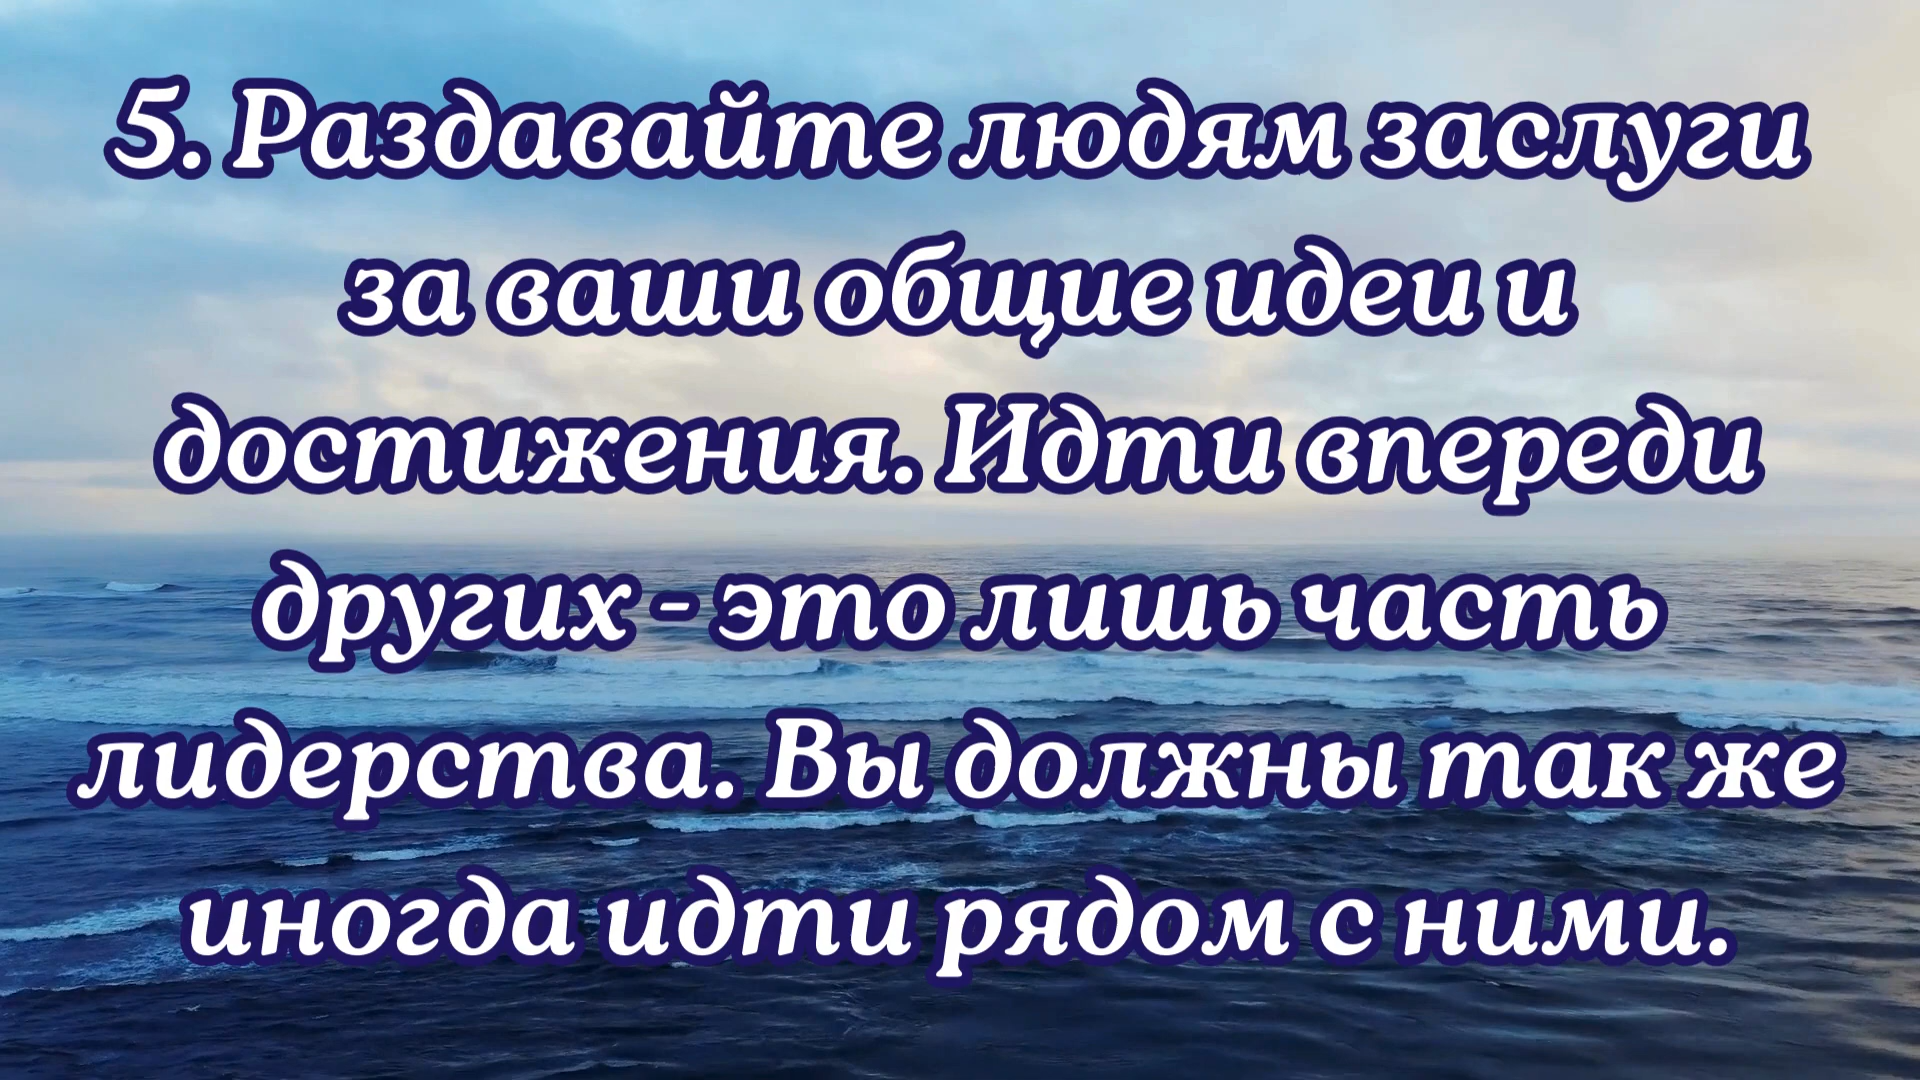 5. Раздавайте людям заслуги
за ваши общие идеи и
достижения. Идти впереди
других - это лишь часть
лидерства. Вы должны так же
иногда идти рядом с ними.